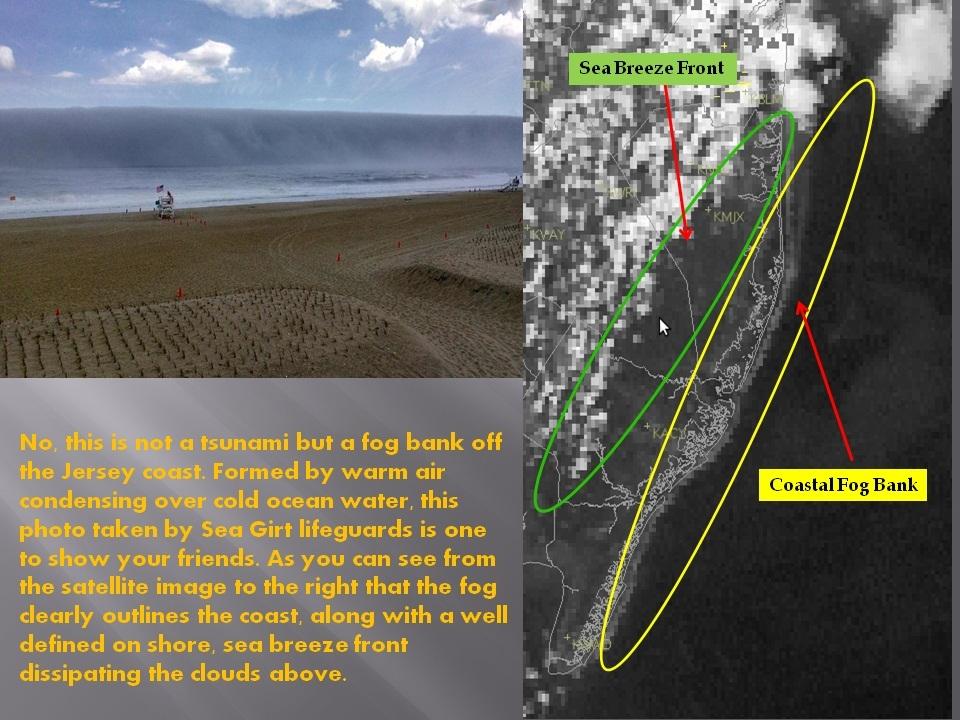 Sea Breeze Front
KMJX
KVAY
Coastal Fog Bank
No, this is not a tsunami but a fog bank off
the Jersey coast. Formed by warm air
condensing over cold ocean water, this
photo taken by Sea Girt lifeguards is one
to show your friends. As you can see from
the satellite image to the right that the fog
clearly outlines the coast, along with a well
defined on shore, sea breeze front
dissipating the clouds above.